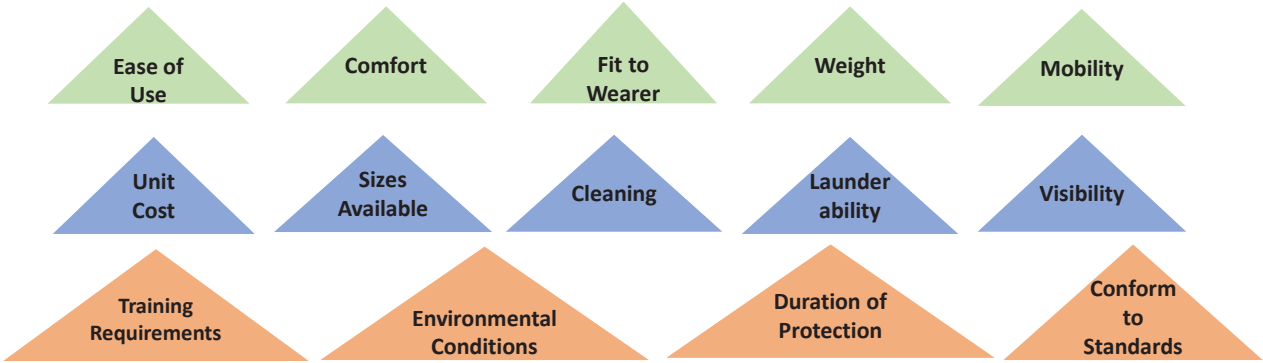 Ease of
Use
Comfort
Fit to
Wearer
Weight
Mobility
Unit
Cost
Sizes
Available
Cleaning
Launder
ability
Visibility
Training
Requirements
Environmental
Conditions
Duration of
Protection
Conform
to
Standards